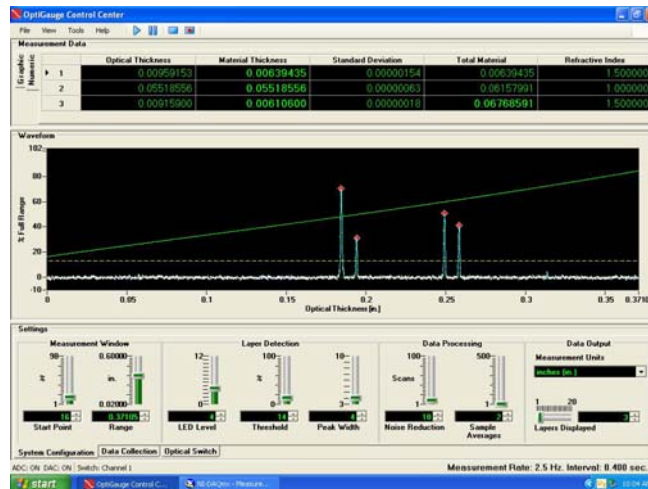 OptiGauge Control Center
File View Tools Help
Measurement Data
Graphic
Numeric
Optical Thickness Material Thickness Standard Deviation Total Material Refractive Index
1 0.00959153 0.00639435 0.00000154 0.00639435 1.500000
2 0.05518556 0.05518556 0.00000063 0.06157991 1.000000
3 0.00915900 0.00610600 0.00000018 0.06768591 1.500000
Waveform
% Full Range
102
80
60
40
20
0
-10
0 0.05 0.1 0.15 0.2 0.25 0.3 0.35 0.3710
Optical Thickness [in.]
Settings
Measurement Window Layer Detection Data Processing Data Output
90 0.60000 12 100 10 100 500 Measurement Units
in. Scans inches (in.)
1 0.02000 0 0 3 1 1 1 20
16 0.37105 4 14 4 10 2 3
Start Point Range LED Level Threshold Peak Width Noise Reduction Sample Averages Layers Displayed
System Configuration Data Collection Optical Switch
ADC: ON DAC: ON Switch: Channel 1 Measurement Rate: 2.5 Hz. Interval: 0.400 sec.
start OptiGauge Control C... NI-DAQmx - Measure... 10:04 AM